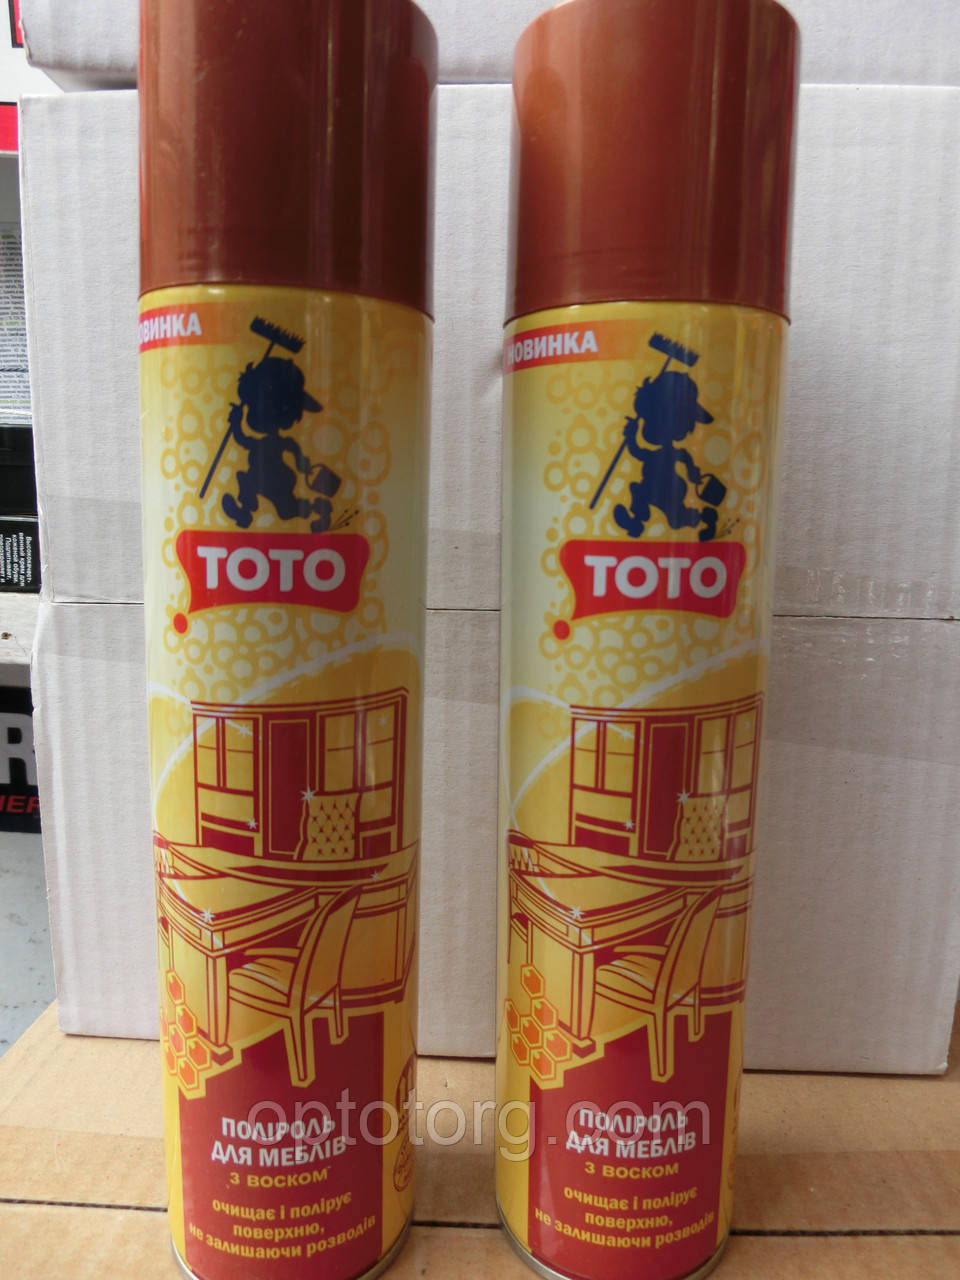 НОВИНКА
TOTO
ПОЛІРОЛЬ
ДЛЯ МЕБЛІВ
З ВОСКОМ
очищає і полірує
поверхню,
не залишаючи розводів
НОВИНКА
TOTO
ПОЛІРОЛЬ
ДЛЯ МЕБЛІВ
З ВОСКОМ
очищає і полірує
поверхню,
не залишаючи розводів
optotorg.com